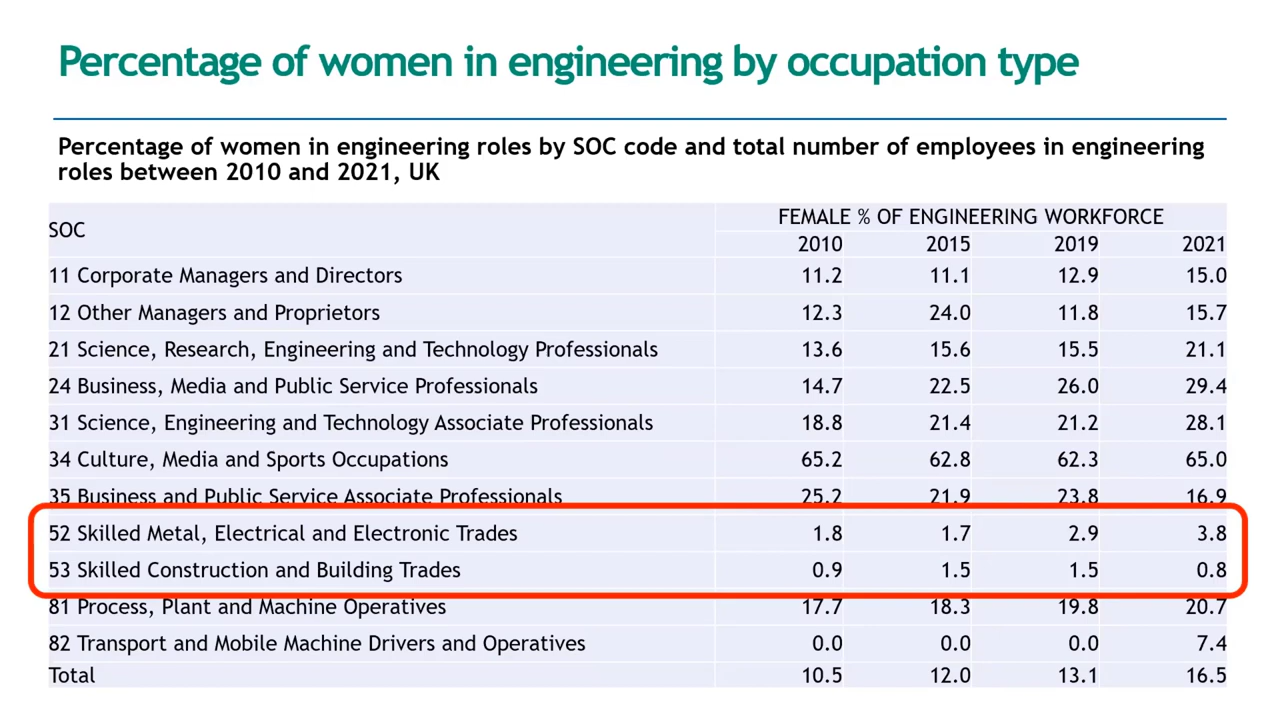 Percentage of women in engineering by occupation type
Percentage of women in engineering roles by SOC code and total number of employees in engineering
roles between 2010 and 2021, UK
SOC
FEMALE % OF ENGINEERING WORKFORCE
2010 2015 2019 2021
11 Corporate Managers and Directors 11.2 11.1 12.9 15.0
12 Other Managers and Proprietors 12.3 24.0 11.8 15.7
21 Science, Research, Engineering and Technology Professionals 13.6 15.6 15.5 21.1
24 Business, Media and Public Service Professionals 14.7 22.5 26.0 29.4
31 Science, Engineering and Technology Associate Professionals 18.8 21.4 21.2 28.1
34 Culture, Media and Sports Occupations 65.2 62.8 62.3 65.0
35 Business and Public Service Associate Professionals 25.2 21.9 23.8 16.9
52 Skilled Metal, Electrical and Electronic Trades 1.8 1.7 2.9 3.8
53 Skilled Construction and Building Trades 0.9 1.5 1.5 0.8
81 Process, Plant and Machine Operatives 17.7 18.3 19.8 20.7
82 Transport and Mobile Machine Drivers and Operatives 0.0 0.0 0.0 7.4
Total 10.5 12.0 13.1 16.5